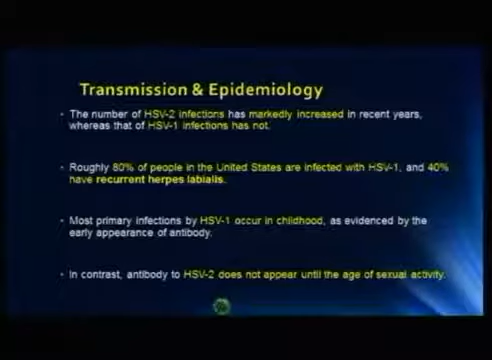 Transmission & Epidemiology
• The number of HSV-2 infections has markedly increased in recent years,
whereas that of HSV-1 infections has not.
• Roughly 80% of people in the United States are infected with HSV-1, and 40%
have recurrent herpes labialis.
• Most primary infections by HSV-1 occur in childhood, as evidenced by the
early appearance of antibody.
• In contrast, antibody to HSV-2 does not appear until the age of sexual activity.